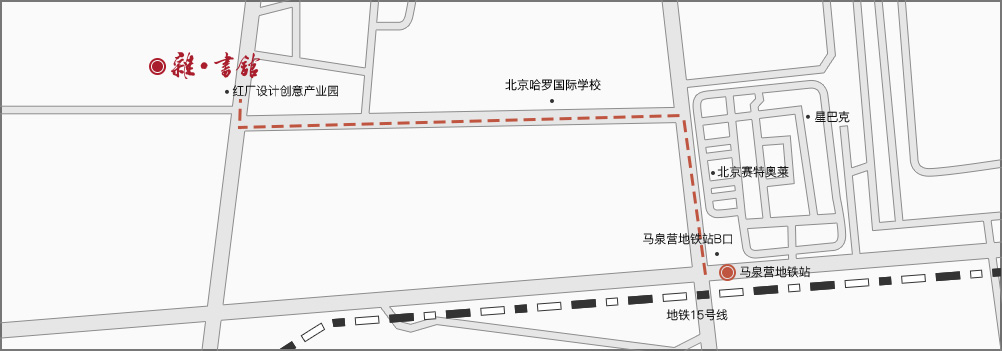 雜·書館
红厂设计创意产业园
北京哈罗国际学校
星巴克
北京赛特奥莱
马泉营地铁站B口
马泉营地铁站
地铁15号线